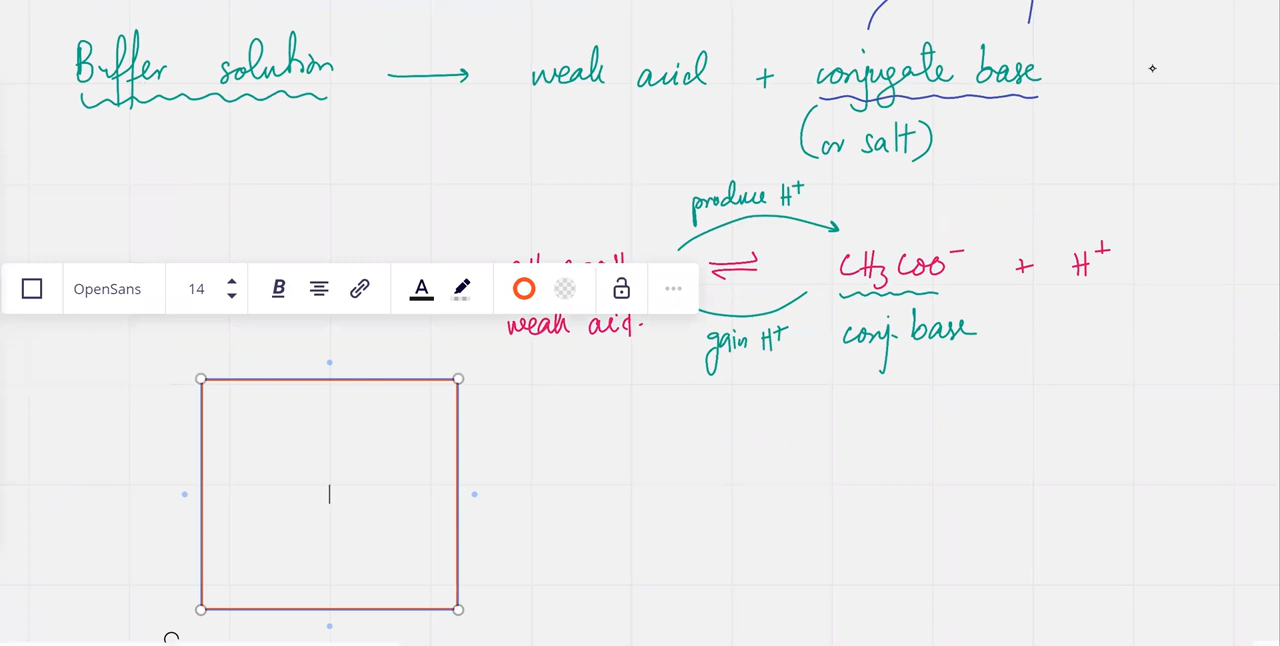 Buffer solution ⟶ weak acid + conjugate base
(or salt)
produce H⁺
⇌ CH₃COO⁻ + H⁺
OpenSans 14 B A
weak acid.
gain H⁺ conj. base